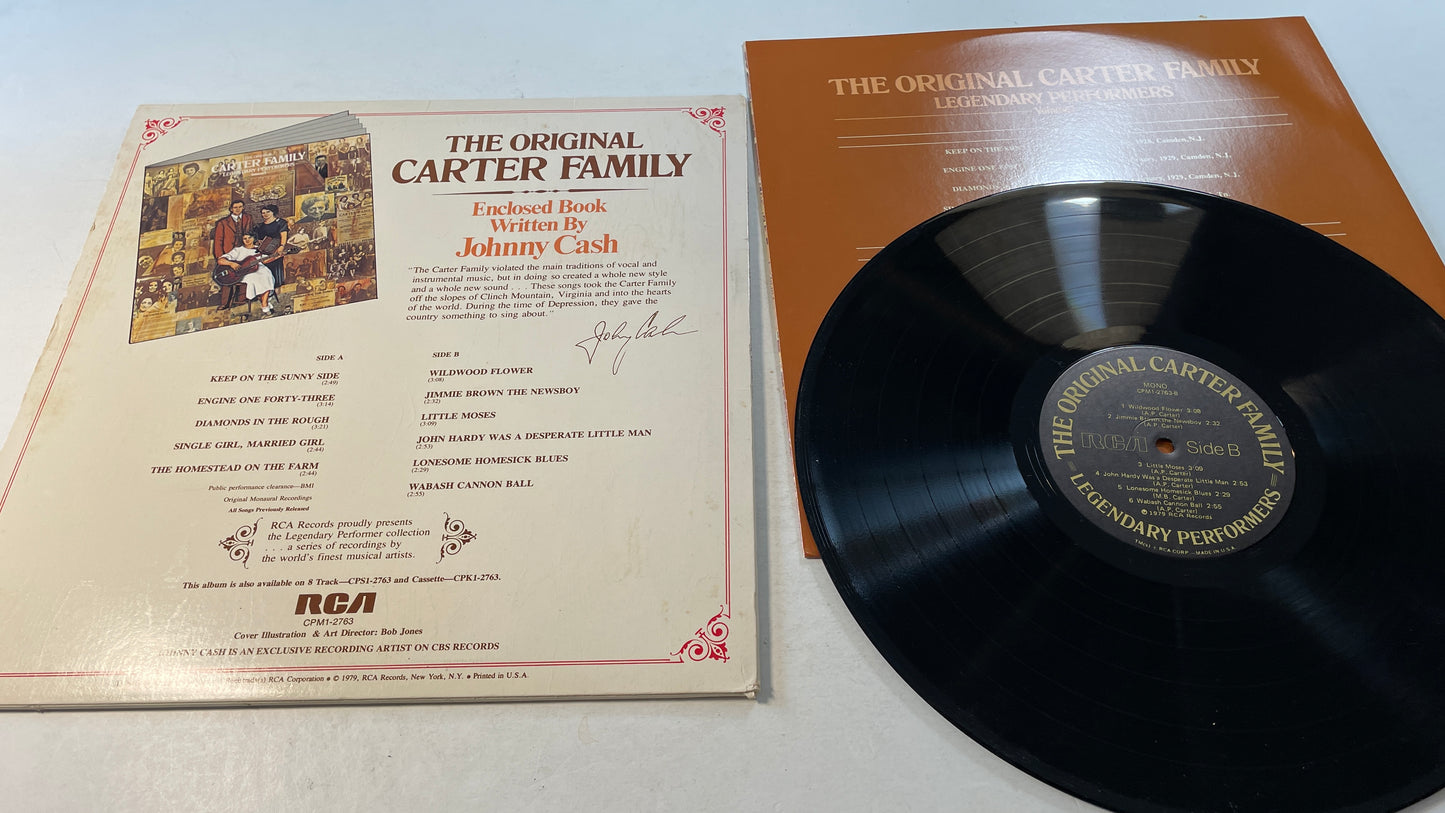 THE ORIGINAL
CARTER FAMILY
Enclosed Book
Written By
Johnny Cash
"The Carter Family violated the main traditions of vocal and
instrumental music, but in doing so created a whole new style
and a whole new sound . . . These songs took the Carter Family
off the slopes of Clinch Mountain, Virginia and into the hearts
of the world. During the time of Depression, they gave the
country something to sing about."
Johnny Cash
CARTER FAMILY
SIDE A
KEEP ON THE SUNNY SIDE
(2:49)
ENGINE ONE FORTY-THREE
(3:14)
DIAMONDS IN THE ROUGH
(3:21)
SINGLE GIRL, MARRIED GIRL
(2:44)
THE HOMESTEAD ON THE FARM
(2:44)
SIDE B
WILDWOOD FLOWER
(3:08)
JIMMIE BROWN THE NEWSBOY
(2:32)
LITTLE MOSES
(3:09)
JOHN HARDY WAS A DESPERATE LITTLE MAN
(2:53)
LONESOME HOMESICK BLUES
(2:29)
WABASH CANNON BALL
(2:55)
Public performance clearance—BMI
Original Monaural Recordings
All Songs Previously Released
RCA Records proudly presents
the Legendary Performer collection
. . . a series of recordings by
the world's finest musical artists.
This album is also available on 8 Track—CPS1-2763 and Cassette—CPK1-2763.
RCA
CPM1-2763
Cover Illustration & Art Director: Bob Jones
JOHNNY CASH IS AN EXCLUSIVE RECORDING ARTIST ON CBS RECORDS
RCA Corporation • © 1979, RCA Records, New York, N.Y. • Printed in U.S.A.
THE ORIGINAL CARTER FAMILY
LEGENDARY PERFORMERS
KEEP ON THE 1928, Camden, N.J.
ENGINE ONE 1929, Camden, N.J.
DIAMONDS 1929, Camden, N.J.
THE ORIGINAL CARTER FAMILY
MONO
CPM1-2763-B
1 Wildwood Flower 3:08
(A.P. Carter)
2 Jimmie Brown the Newsboy 2:32
(A.P. Carter)
RCA Side B
3 Little Moses 3:09
(A.P. Carter)
4 John Hardy Was a Desperate Little Man 2:53
(A.P. Carter)
5 Lonesome Homesick Blues 2:29
(M.B. Carter)
6 Wabash Cannon Ball 2:55
(A.P. Carter)
℗ 1979 RCA Records
LEGENDARY PERFORMERS
TM(s) ® RCA CORP.—MADE IN U.S.A.